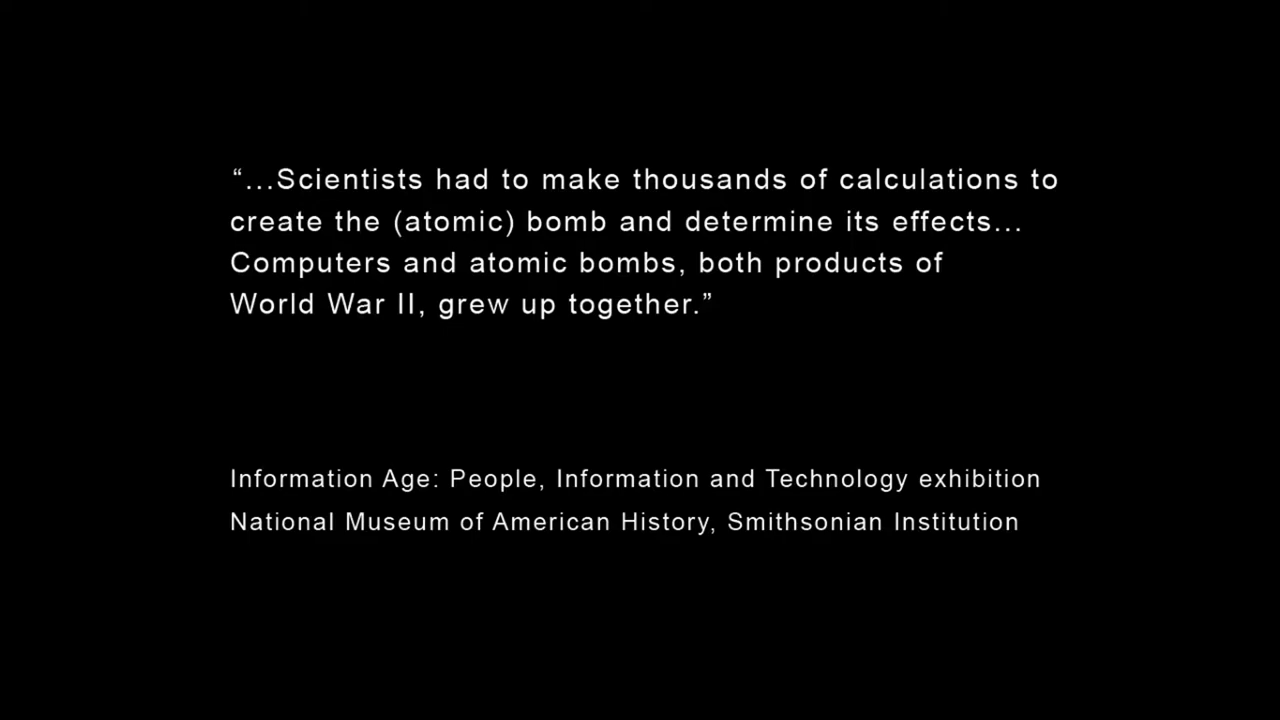 “...Scientists had to make thousands of calculations to
create the (atomic) bomb and determine its effects...
Computers and atomic bombs, both products of
World War II, grew up together.”
Information Age: People, Information and Technology exhibition
National Museum of American History, Smithsonian Institution